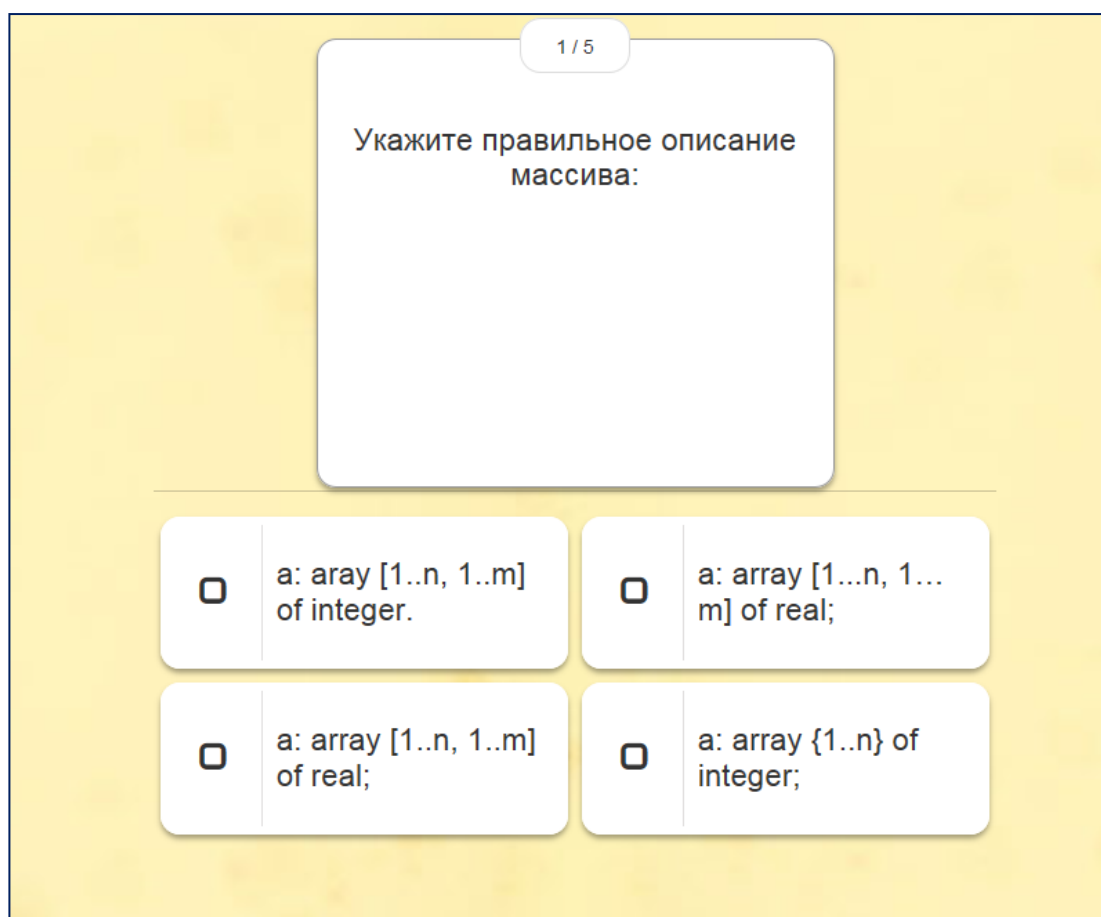 1 / 5
Укажите правильное описание
массива:
a: aray [1..n, 1..m]
of integer.
a: array [1...n, 1…
m] of real;
a: array [1..n, 1..m]
of real;
a: array {1..n} of
integer;